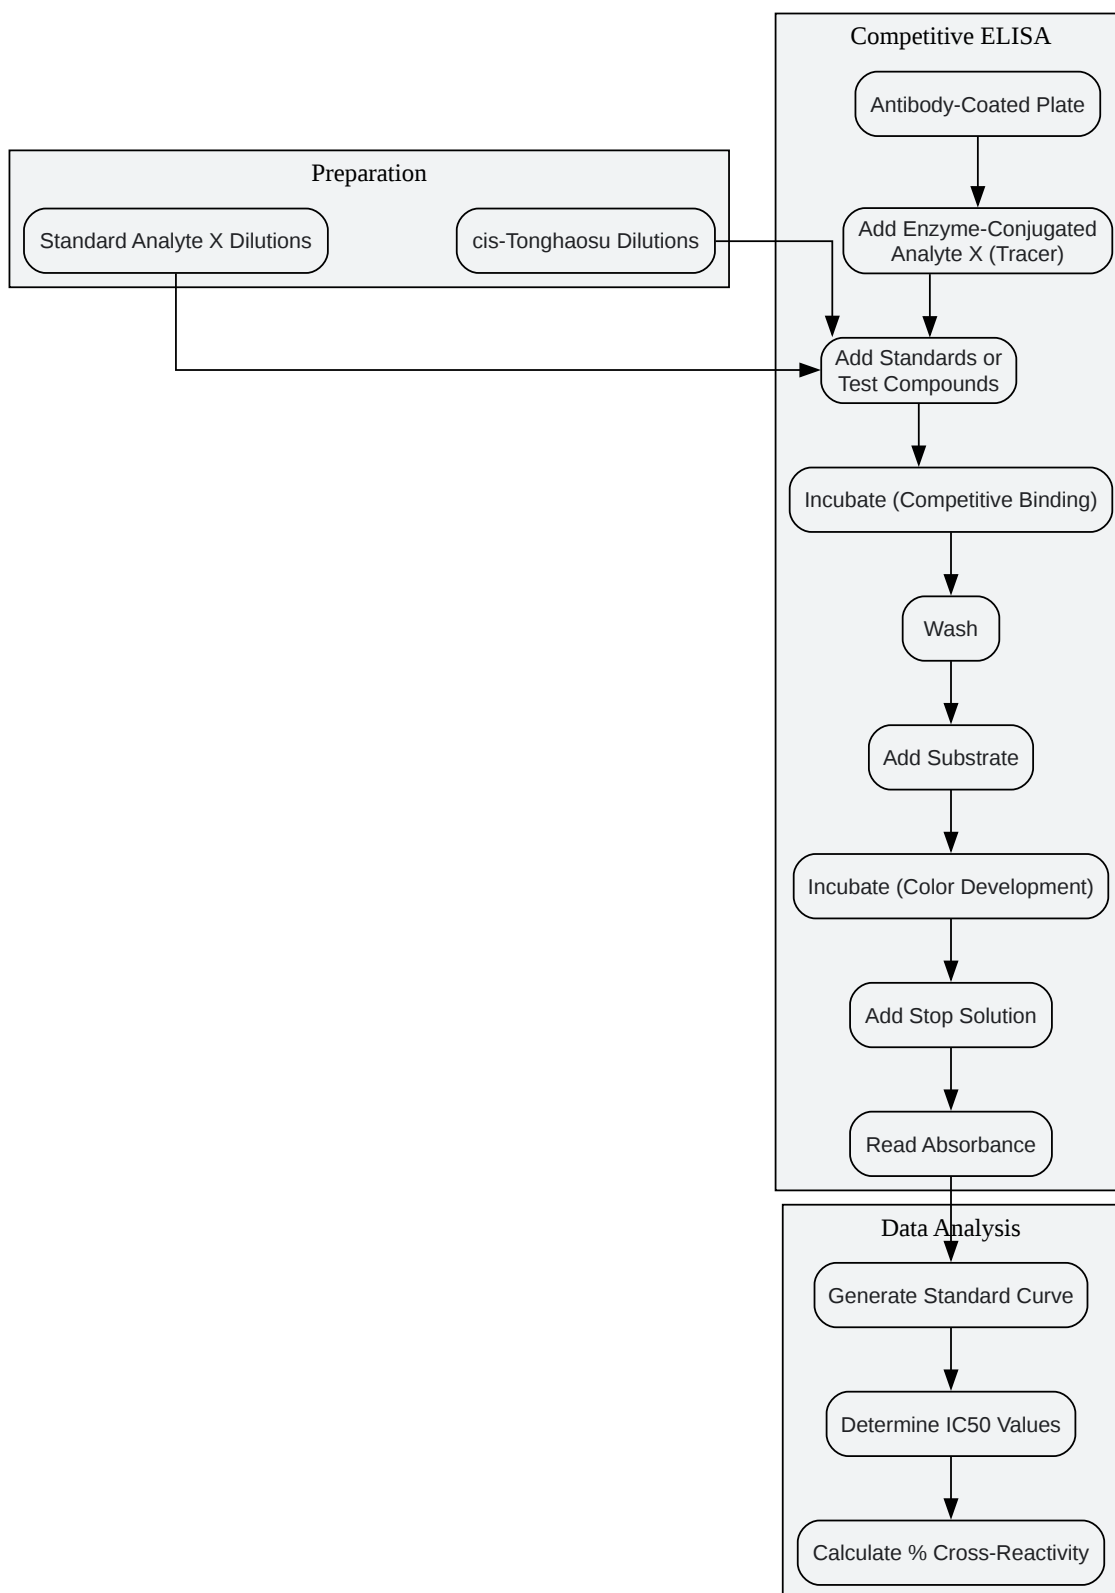 Competitive ELISA
Antibody-Coated Plate
Preparation
Standard Analyte X Dilutions
cis-Tonghaosu Dilutions
Add Enzyme-Conjugated
Analyte X (Tracer)
Add Standards or
Test Compounds
Incubate (Competitive Binding)
Wash
Add Substrate
Incubate (Color Development)
Add Stop Solution
Read Absorbance
Data Analysis
Generate Standard Curve
Determine IC50 Values
Calculate % Cross-Reactivity